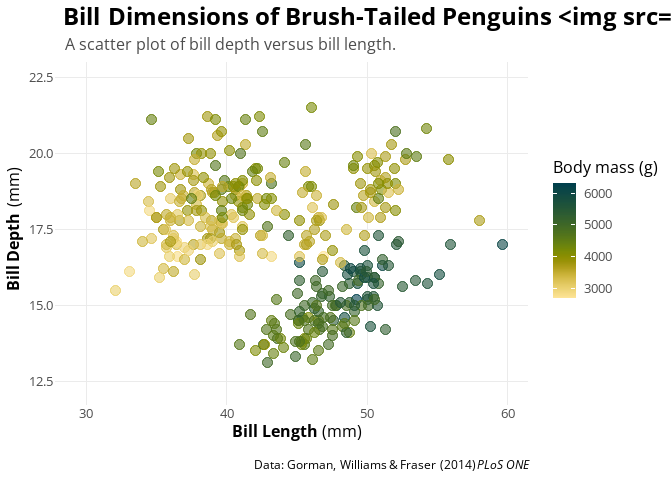 Bill Dimensions of Brush-Tailed Penguins <img src=
A scatter plot of bill depth versus bill length.
22.5
20.0
17.5
15.0
12.5
Bill Depth (mm)
30 40 50 60
Bill Length (mm)
Body mass (g)
6000
5000
4000
3000
Data: Gorman, Williams & Fraser (2014) PLoS ONE